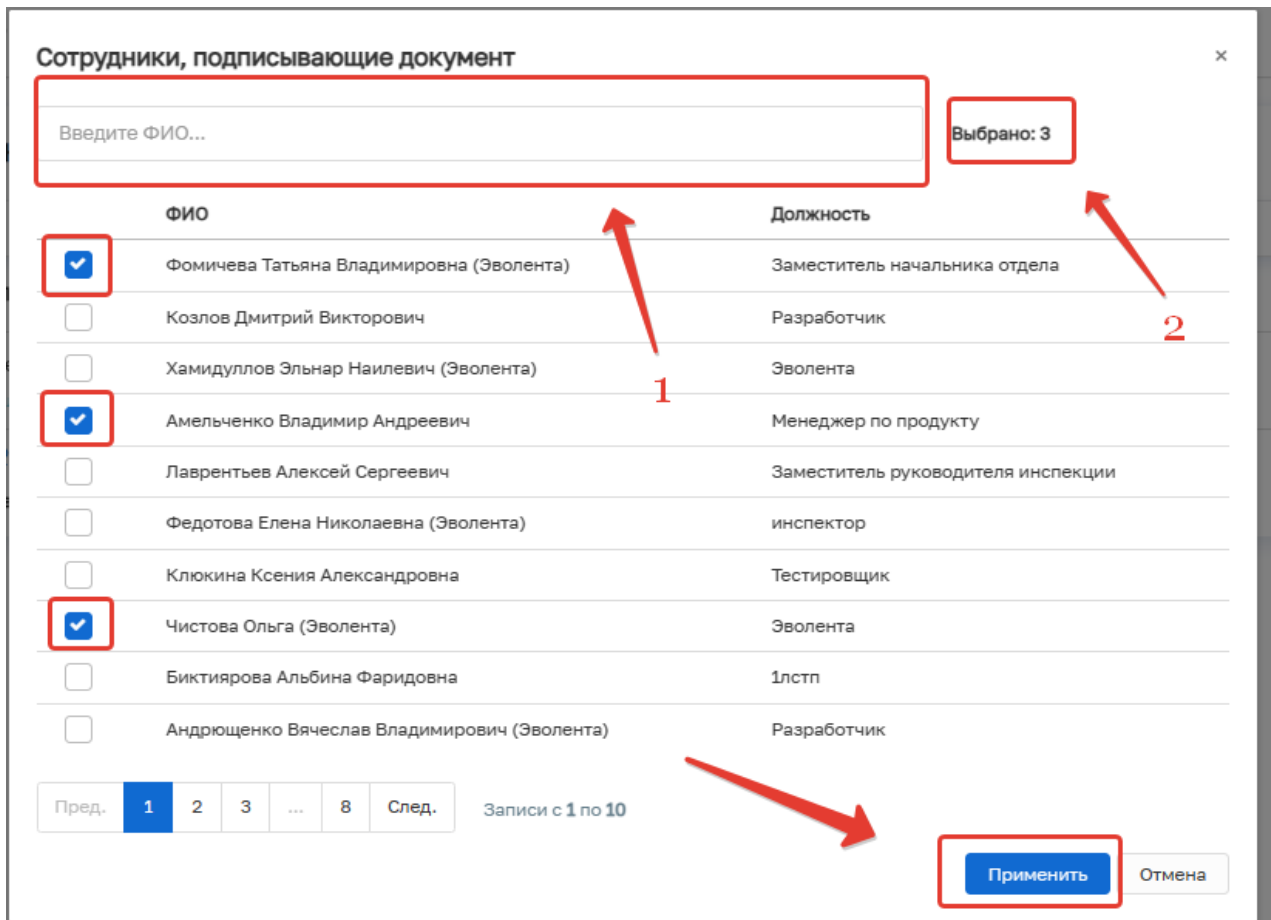 Сотрудники, подписывающие документ ×
Введите ФИО... Выбрано: 3
ФИО Должность
Фомичева Татьяна Владимировна (Эволента) Заместитель начальника отдела
Козлов Дмитрий Викторович Разработчик
2
Хамидуллов Эльнар Наилевич (Эволента) Эволента
1
Амельченко Владимир Андреевич Менеджер по продукту
Лаврентьев Алексей Сергеевич Заместитель руководителя инспекции
Федотова Елена Николаевна (Эволента) инспектор
Клюкина Ксения Александровна Тестировщик
Чистова Ольга (Эволента) Эволента
Биктиярова Альбина Фаридовна 1лстп
Андрющенко Вячеслав Владимирович (Эволента) Разработчик
Пред. 1 2 3 ... 8 След. Записи с 1 по 10
Применить Отмена